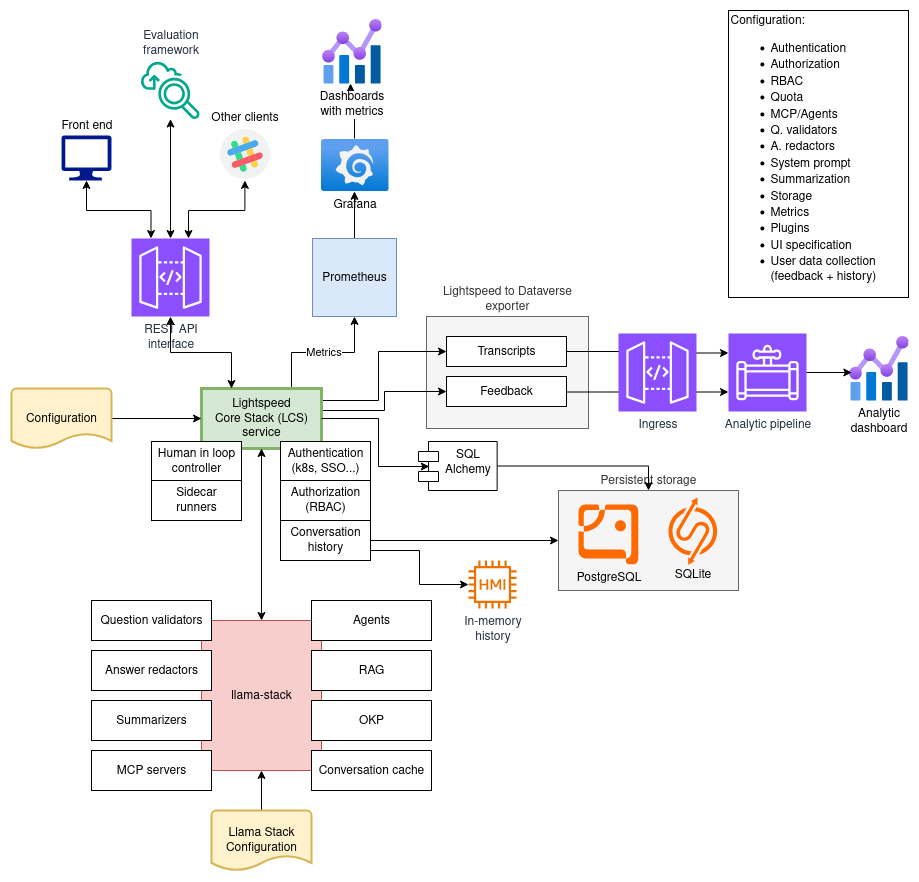 Configuration:
Authentication
Authorization
RBAC
Quota
MCP/Agents
Q. validators
A. redactors
System prompt
Summarization
Storage
Metrics
Plugins
UI specification
User data collection
(feedback + history)
Evaluation
framework
Front end
Other clients
Dashboards
with metrics
Grafana
REST API
interface
Prometheus
Metrics
Lightspeed to Dataverse
exporter
Transcripts
Feedback
Ingress
Analytic pipeline
Analytic
dashboard
Configuration
Lightspeed
Core Stack (LCS)
service
Human in loop
controller
Sidecar
runners
Authentication
(k8s, SSO...)
Authorization
(RBAC)
Conversation
history
SQL
Alchemy
Persistent storage
PostgreSQL
SQLite
HMI
In-memory
history
Question validators
Answer redactors
Summarizers
MCP servers
llama-stack
Agents
RAG
OKP
Conversation cache
Llama Stack
Configuration